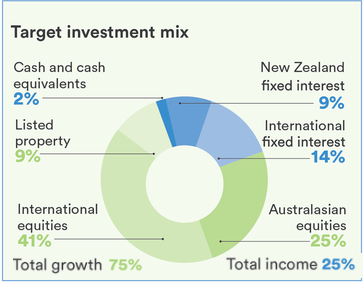 Target investment mix
Cash and cash
equivalents
2%
New Zealand
fixed interest
9%
Listed
property
9%
International
fixed interest
14%
International
equities
41%
Australasian
equities
25%
Total growth 75%
Total income 25%